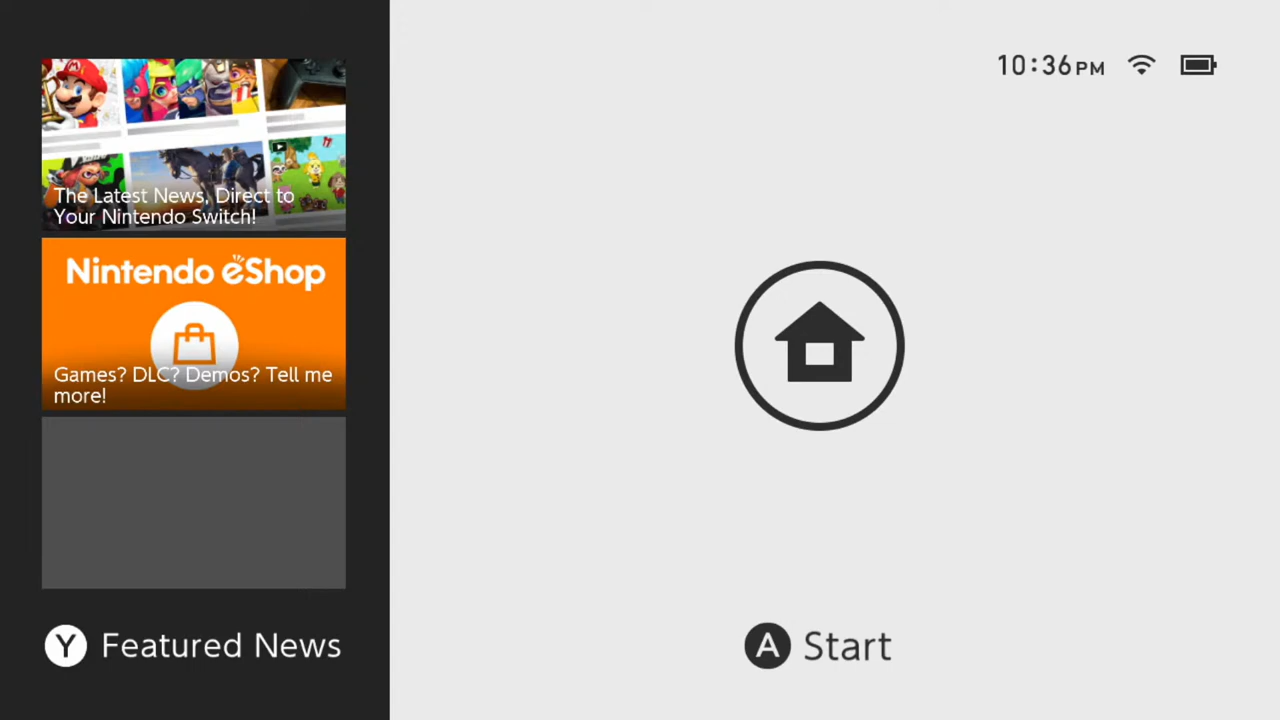 The Latest News, Direct to
Your Nintendo Switch!
Nintendo eShop
Games? DLC? Demos? Tell me
more!
Y Featured News
10:36 PM
A Start